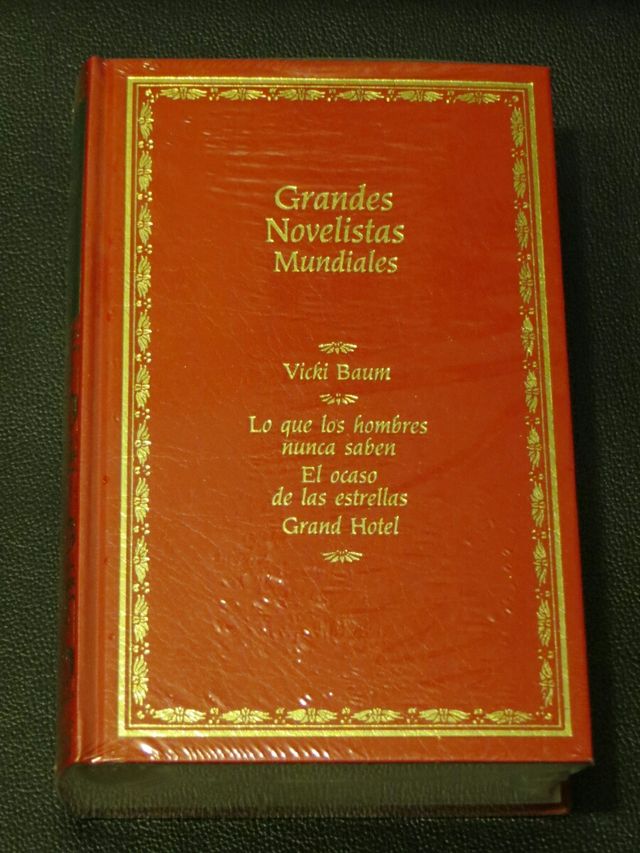 Grandes
Novelistas
Mundiales
Vicki Baum
Lo que los hombres
nunca saben
El ocaso
de las estrellas
Grand Hotel